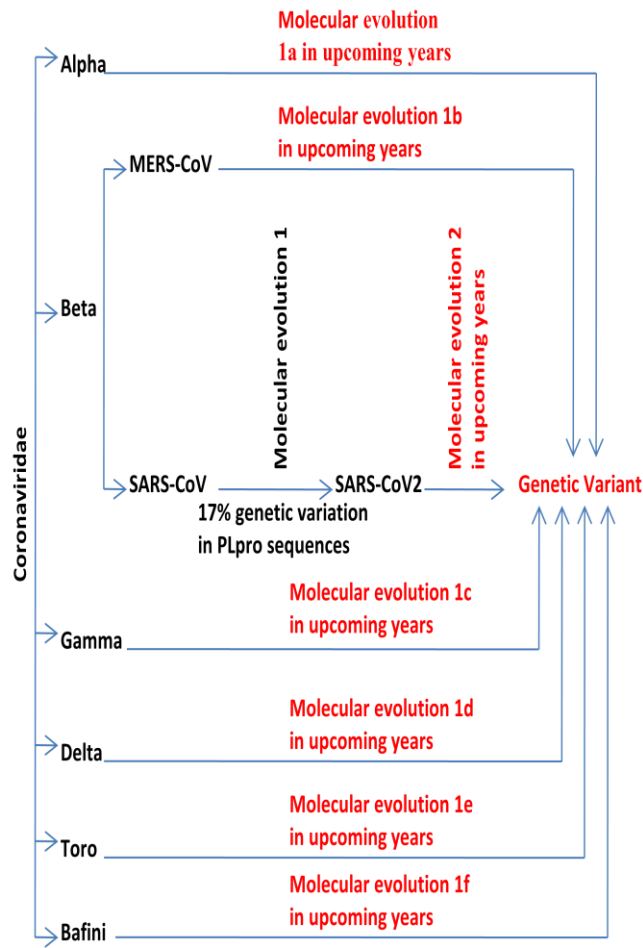 Molecular evolution
1a in upcoming years
Alpha
Molecular evolution 1b
in upcoming years
MERS-CoV
Molecular evolution 1
Molecular evolution 2
in upcoming years
Beta
Coronaviridae
SARS-CoV
SARS-CoV2
Genetic Variant
17% genetic variation
in PLpro sequences
Molecular evolution 1c
in upcoming years
Gamma
Molecular evolution 1d
in upcoming years
Delta
Molecular evolution 1e
in upcoming years
Toro
Molecular evolution 1f
in upcoming years
Bafini